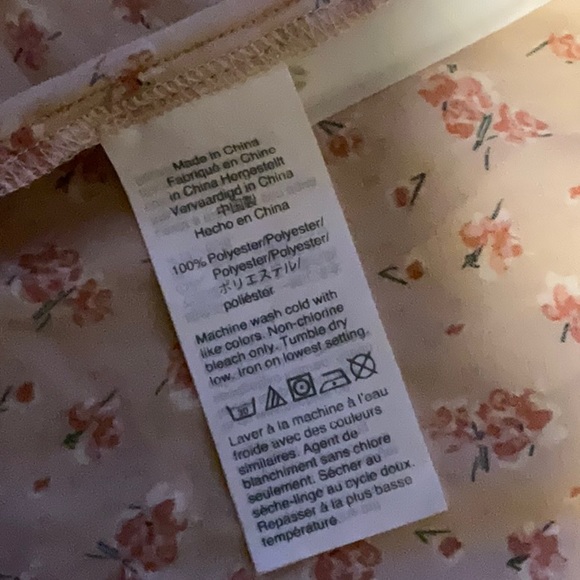 Made in China
Fabriqué en Chine
in China Hergestellt
Vervaardigd in China
中国製
Hecho en China
100% Polyester/Polyester/
Polyester/Polyester/
ポリエステル/
poliéster
Machine wash cold with
like colors. Non-chlorine
bleach only. Tumble dry
low. Iron on lowest setting.
30
Laver à la machine à l'eau
froide avec des couleurs
similaires. Agent de
blanchiment sans chlore
seulement. Sécher au
sèche-linge au cycle doux.
Repasser à la plus basse
température.